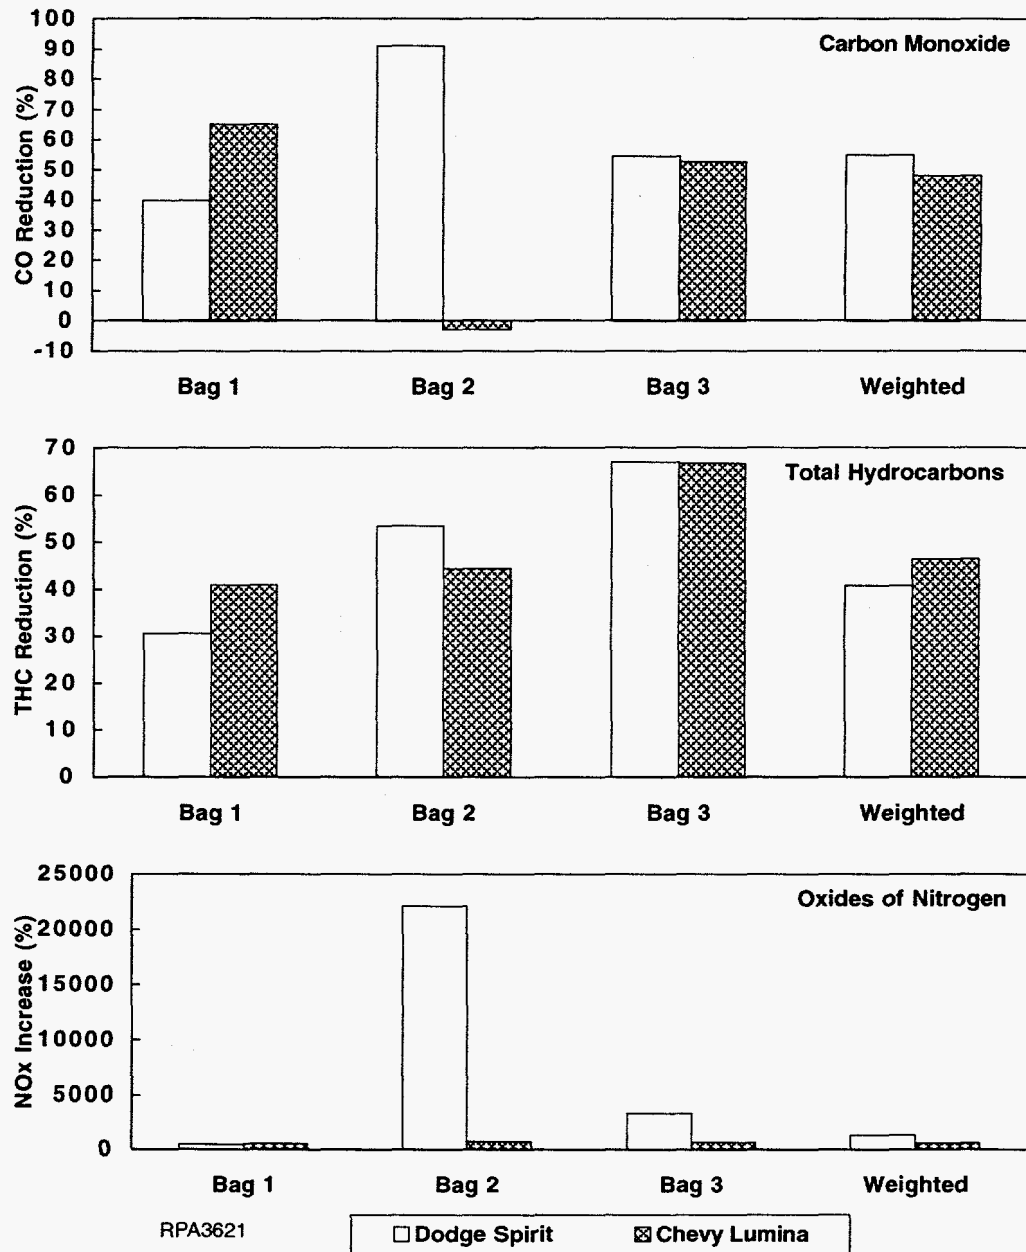 100
Carbon Monoxide
90
80
70
60
50
40
30
20
10
0
-10
CO Reduction (%)
Bag 1 Bag 2 Bag 3 Weighted
70
Total Hydrocarbons
60
50
40
30
20
10
0
THC Reduction (%)
Bag 1 Bag 2 Bag 3 Weighted
25000
Oxides of Nitrogen
20000
15000
10000
5000
0
NOx Increase (%)
Bag 1 Bag 2 Bag 3 Weighted
RPA3621
Dodge Spirit Chevy Lumina